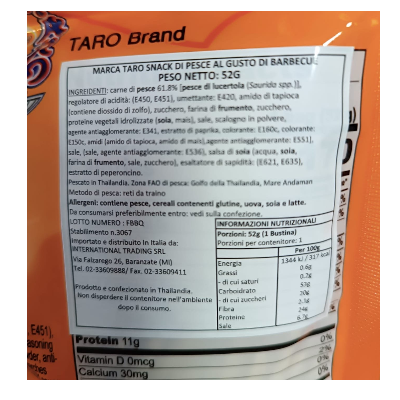 TARO Brand
MARCA TARO SNACK DI PESCE AL GUSTO DI BARBECUE
PESO NETTO: 52G
INGREDIENTI: carne di pesce 61.8% [pesce di lucertola (Saurida spp.)],
regolatore di acidità: (E450, E451), umettante: E420, amido di tapioca
(contiene diossido di zolfo), zucchero, farina di frumento, zucchero,
proteine vegetali idrolizzate (soia, mais), sale, scalogno in polvere,
agente antiagglomerante: E341, estratto di paprika, colorante: E160c, colorante:
E150c, amidi (amido di tapioca, amido di mais),agente antiagglomerante: E551),
sale, (sale, agente antiagglomerante: E536), salsa di soia (acqua, soia,
farina di frumento, sale, zucchero), esaltatore di sapidità: (E621, E635),
estratto di peperoncino.
Pescato in Thailandia, Zona FAO di pesca: Golfo della Thailandia, Mare Andaman
Metodo di pesca: reti da traino
Allergeni: contiene pesce, cereali contenenti glutine, uova, soia e latte.
Da consumarsi preferibilmente entro: vedi sulla confezione.
LOTTO NUMERO : FBBQ
Stabilimento n.3067
Importato e distribuito In Italia da:
INTERNATIONAL TRADING SRL
Via Falzarego 26, Baranzate (MI)
Tel. 02-33609888/ Fax. 02-33609411
Prodotto e confezionato in Thailandia.
Non disperdere il contenitore nell'ambiente
dopo il consumo.
INFORMAZIONI NUTRIZIONALI
Porzioni: 52g (1 Bustina)
Porzioni per contenitore: 1
Per 100g
Energia 1344 kJ / 317 kcal
Grassi 0.6g
- di cui saturi 0.2g
Carboidrato 53g
- di cui zuccheri 20g
Fibra
Proteine 24g
Sale
E451),
Protein 11g 0%
Vitamin D 0mcg 0%
Calcium 30mg